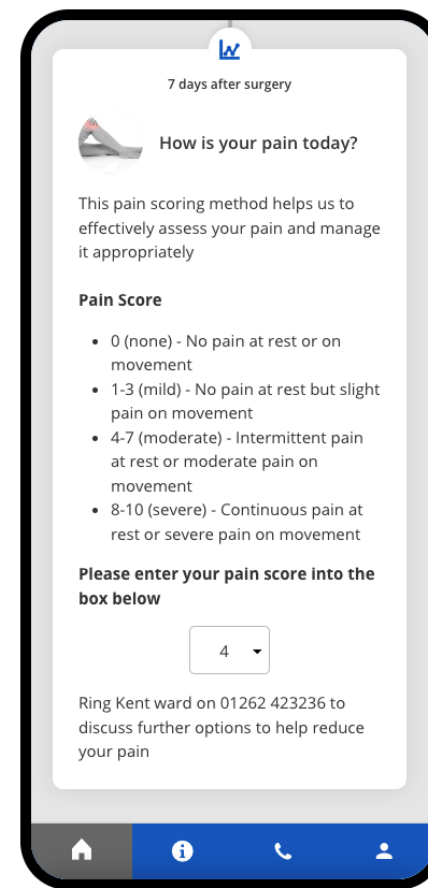 7 days after surgery
How is your pain today?
This pain scoring method helps us to
effectively assess your pain and manage
it appropriately
Pain Score
• 0 (none) - No pain at rest or on
movement
• 1-3 (mild) - No pain at rest but slight
pain on movement
• 4-7 (moderate) - Intermittent pain
at rest or moderate pain on
movement
• 8-10 (severe) - Continuous pain at
rest or severe pain on movement
Please enter your pain score into the
box below
4
Ring Kent ward on 01262 423236 to
discuss further options to help reduce
your pain